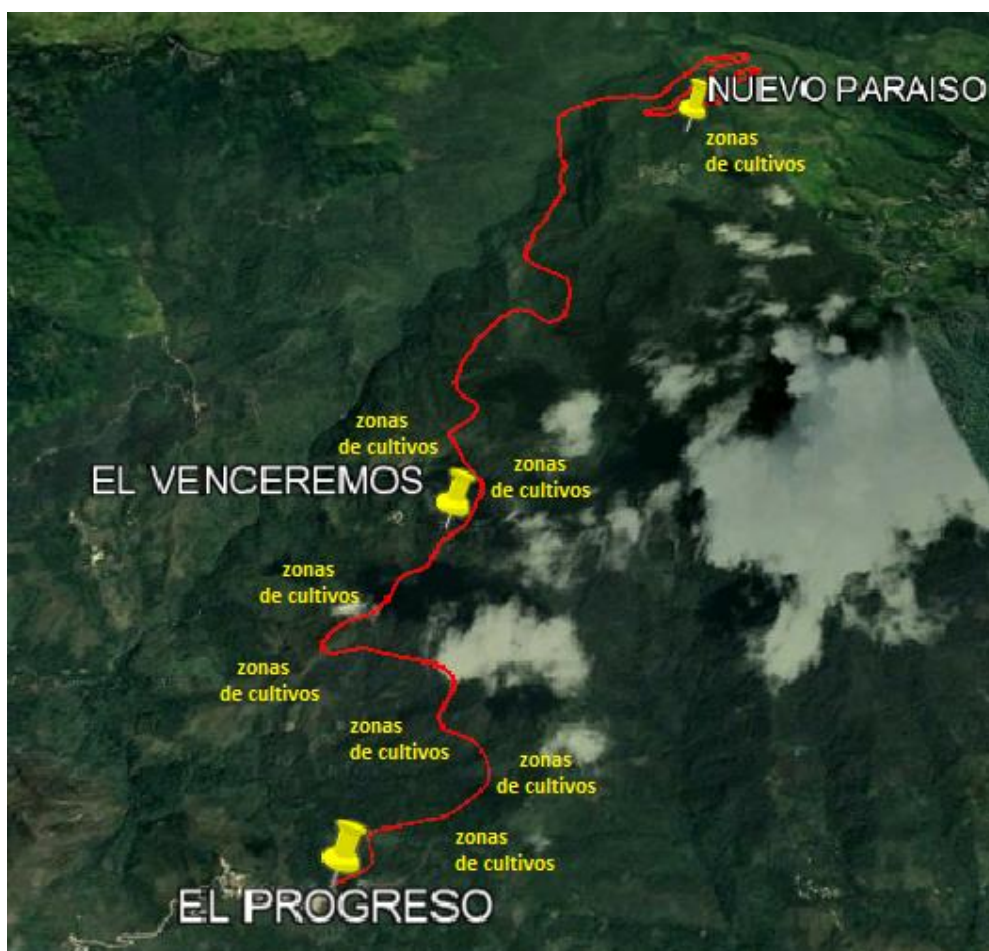 NUEVO PARAISO
zonas
de cultivos
zonas
de cultivos
EL VENCEREMOS
zonas
de cultivos
zonas
de cultivos
zonas
de cultivos
zonas
de cultivos
zonas
de cultivos
zonas
de cultivos
EL PROGRESO